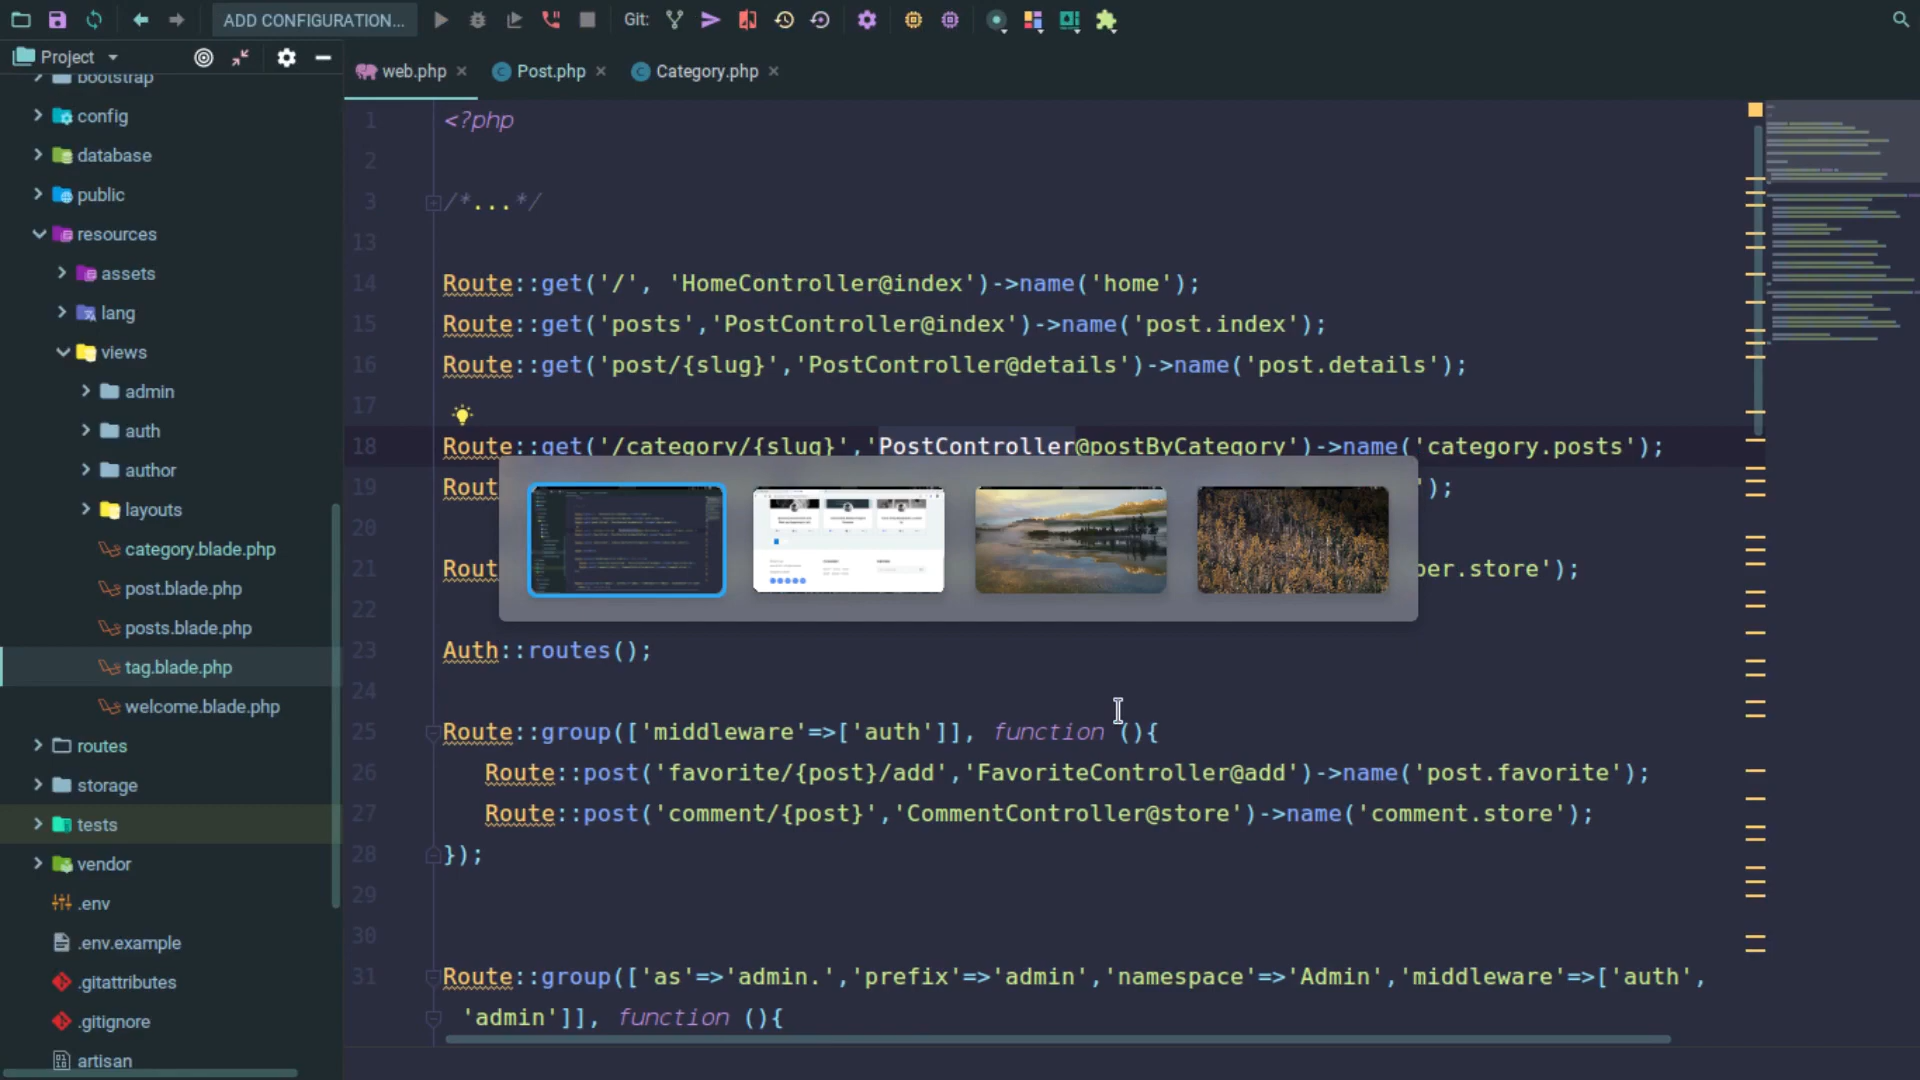 ADD CONFIGURATION...
Git:
Project
web.php
Post.php
Category.php
bootstrap
config
database
public
resources
assets
lang
views
admin
auth
author
layouts
category.blade.php
post.blade.php
posts.blade.php
tag.blade.php
welcome.blade.php
routes
storage
tests
vendor
.env
.env.example
.gitattributes
.gitignore
artisan
1 <?php
2
3 /*...*/
13
14 Route::get('/', 'HomeController@index')->name('home');
15 Route::get('posts','PostController@index')->name('post.index');
16 Route::get('post/{slug}','PostController@details')->name('post.details');
17
18 Route::get('/category/{slug}','PostController@postByCategory')->name('category.posts');
19 Rout ');
20
21 Rout er.store');
22
23 Auth::routes();
24
25 Route::group(['middleware'=>['auth']], function (){
26 Route::post('favorite/{post}/add','FavoriteController@add')->name('post.favorite');
27 Route::post('comment/{post}','CommentController@store')->name('comment.store');
28 });
29
30
31 Route::group(['as'=>'admin.','prefix'=>'admin','namespace'=>'Admin','middleware'=>['auth',
'admin']], function (){